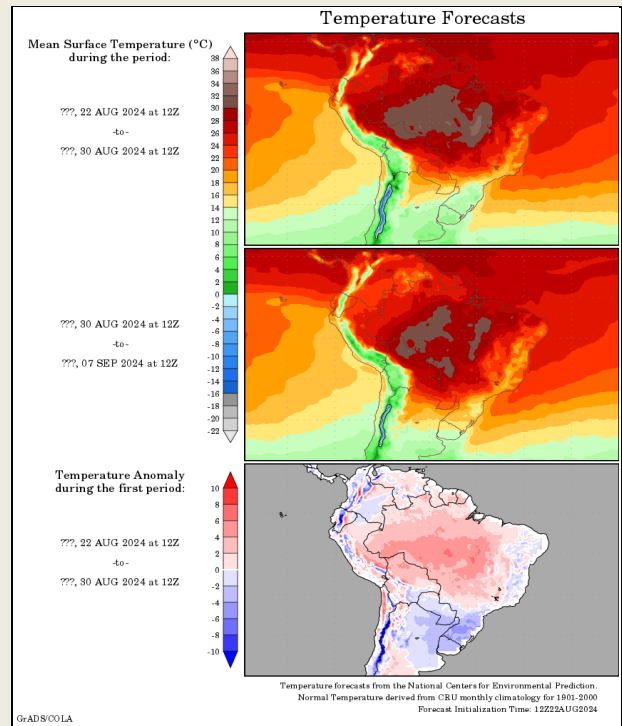 Temperature Forecasts
Mean Surface Temperature (°C)
during the period:
38
36
34
32
30
28
26
24
22
20
18
16
14
12
10
8
6
4
2
0
-2
-4
-6
-8
-10
-12
-14
-16
-18
-20
-22
???, 22 AUG 2024 at 12Z
-to-
???, 30 AUG 2024 at 12Z
???, 30 AUG 2024 at 12Z
-to-
???, 07 SEP 2024 at 12Z
Temperature Anomaly
during the first period:
10
8
6
4
2
0
-2
-4
-6
-8
-10
???, 22 AUG 2024 at 12Z
-to-
???, 30 AUG 2024 at 12Z
Temperature forecasts from the National Centers for Environmental Prediction.
Normal Temperature derived from CRU monthly climatology for 1901-2000
Forecast Initialization Time: 12Z22AUG2024
GrADS/COLA